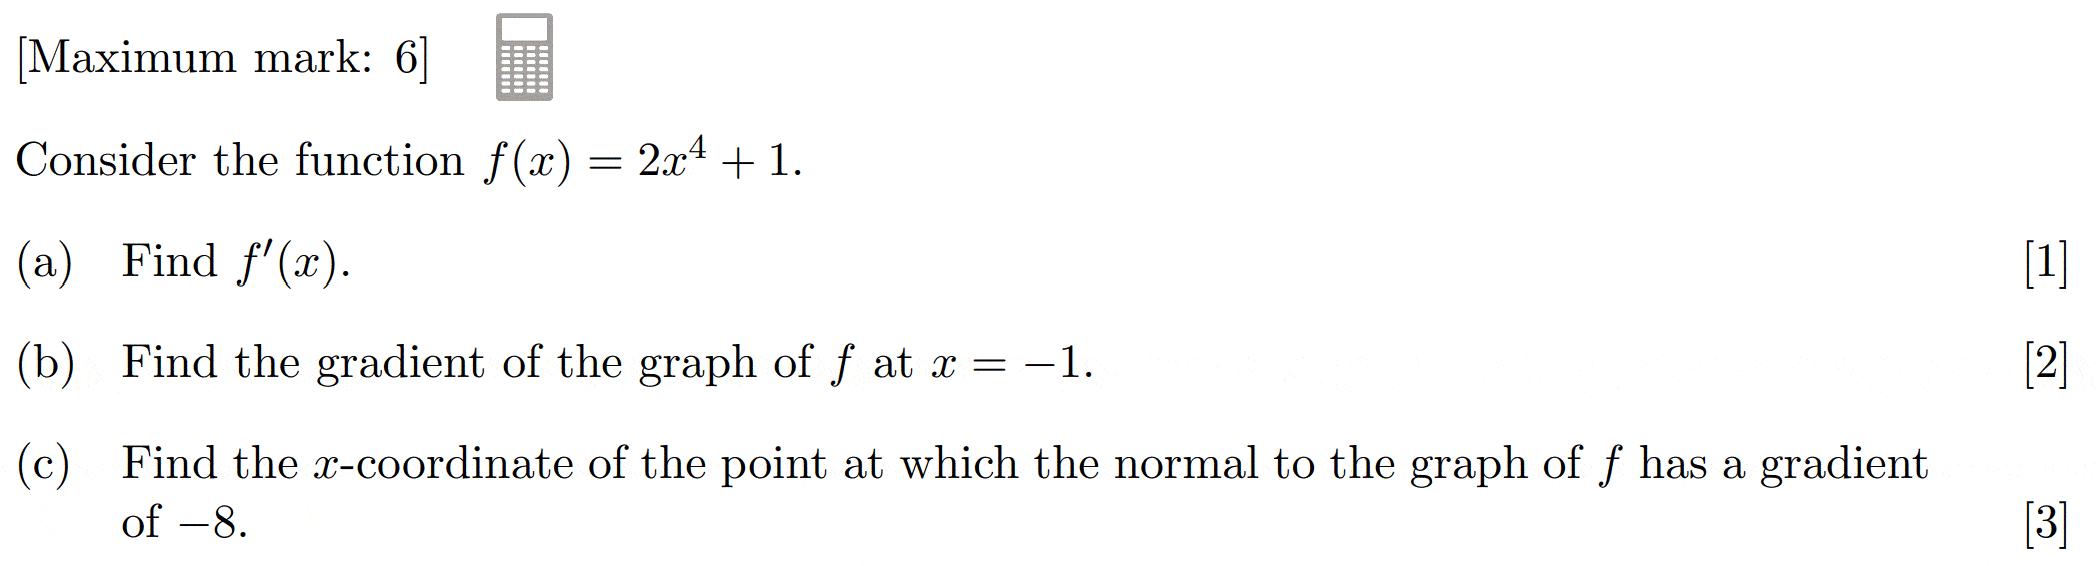 [Maximum mark: 6]
Consider the function f(x) = 2x⁴ + 1.
(a) Find f′(x). [1]
(b) Find the gradient of the graph of f at x = −1. [2]
(c) Find the x-coordinate of the point at which the normal to the graph of f has a gradient
of −8. [3]